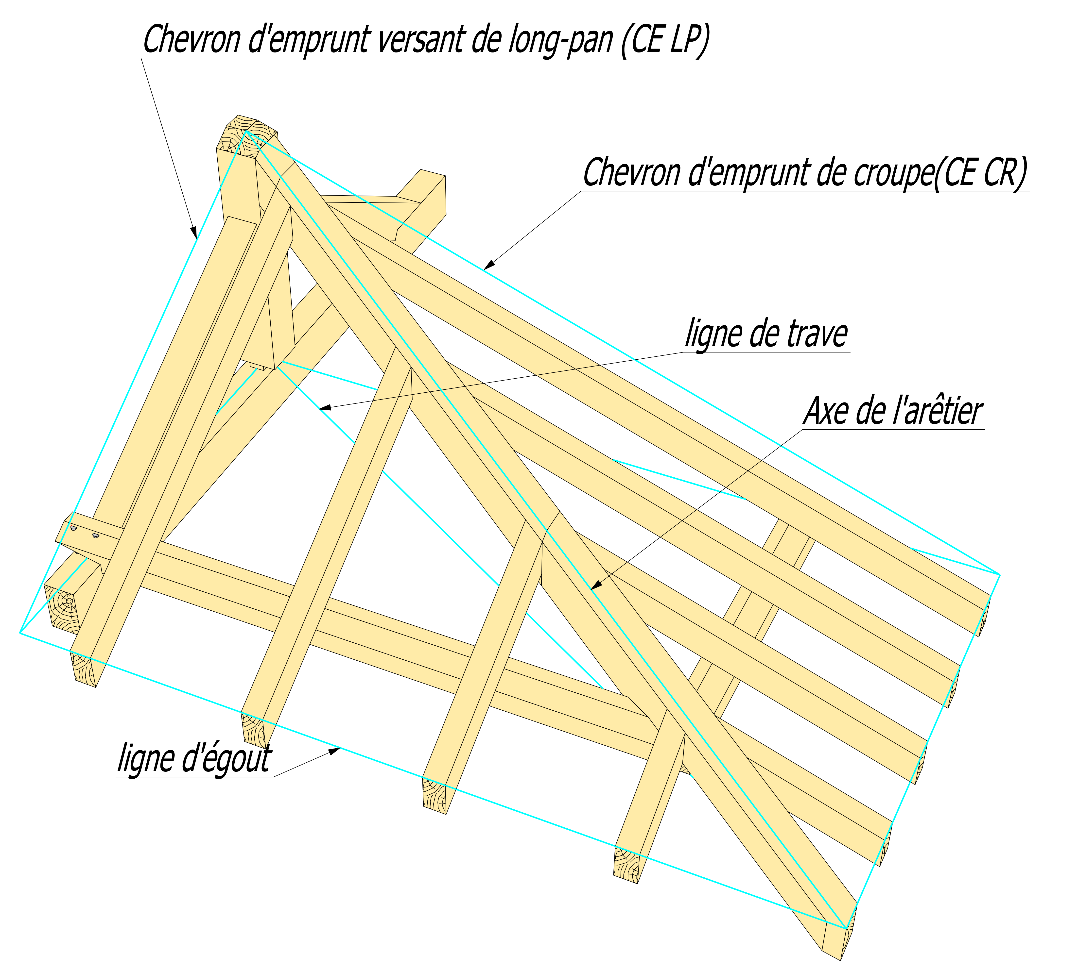 Chevron d'emprunt versant de long-pan (CE LP)
Chevron d'emprunt de croupe(CE CR)
ligne de trave
Axe de l'arêtier
ligne d'égout